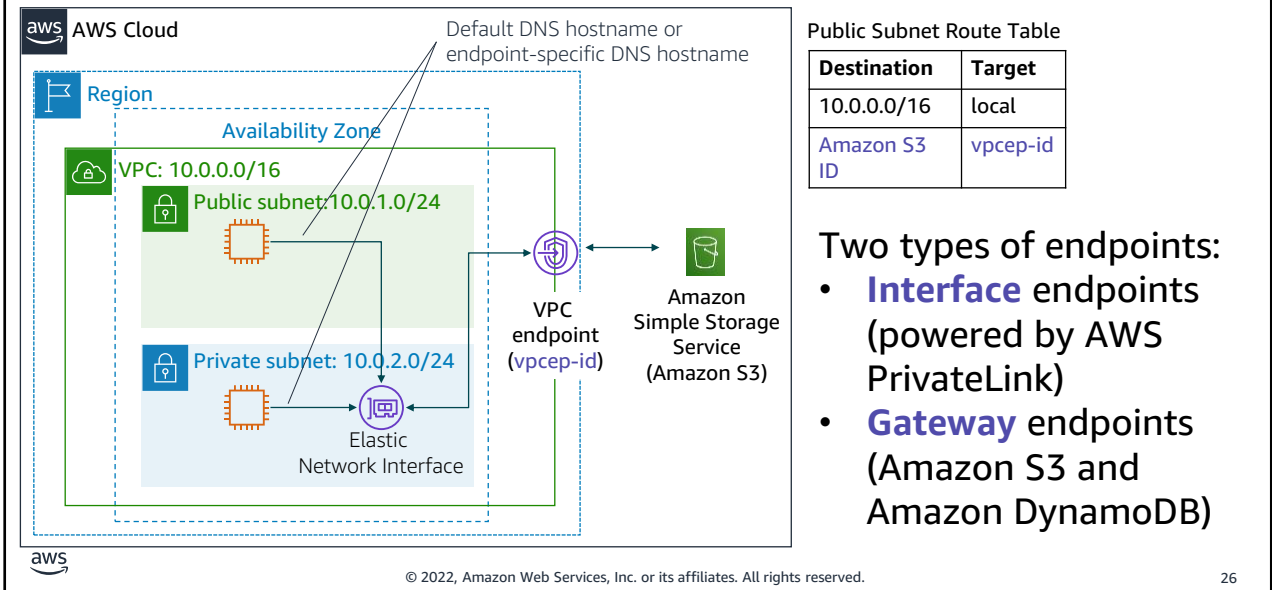 aws AWS Cloud
Default DNS hostname or
endpoint-specific DNS hostname
Region
Availability Zone
VPC: 10.0.0.0/16
Public subnet:10.0.1.0/24
Private subnet: 10.0.2.0/24
Elastic
Network Interface
VPC
endpoint
(vpcep-id)
Amazon
Simple Storage
Service
(Amazon S3)
Public Subnet Route Table
Destination Target
10.0.0.0/16 local
Amazon S3 vpcep-id
ID
Two types of endpoints:
• Interface endpoints
(powered by AWS
PrivateLink)
• Gateway endpoints
(Amazon S3 and
Amazon DynamoDB)
aws
© 2022, Amazon Web Services, Inc. or its affiliates. All rights reserved.
26